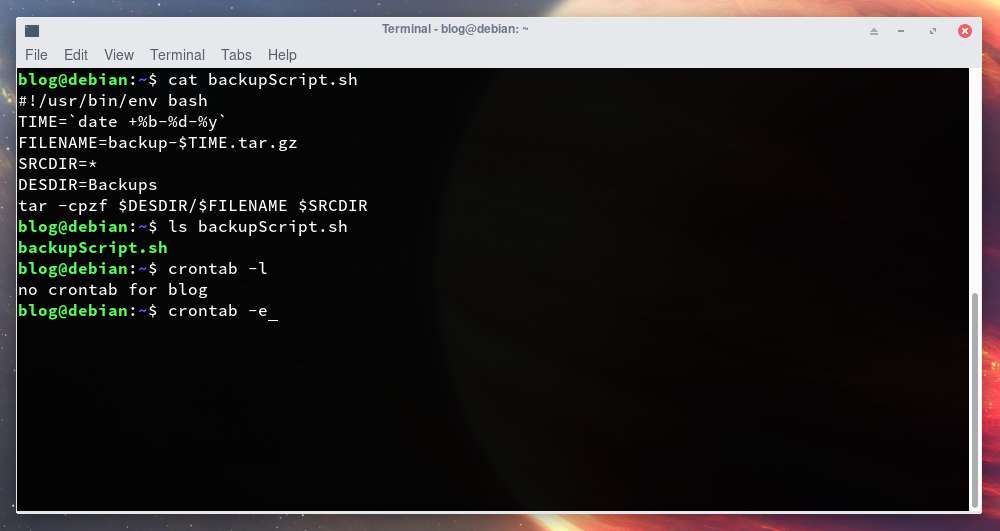 Terminal - blog@debian: ~
File Edit View Terminal Tabs Help
blog@debian:~$ cat backupScript.sh
#!/usr/bin/env bash
TIME=`date +%b-%d-%y`
FILENAME=backup-$TIME.tar.gz
SRCDIR=*
DESDIR=Backups
tar -cpzf $DESDIR/$FILENAME $SRCDIR
blog@debian:~$ ls backupScript.sh
backupScript.sh
blog@debian:~$ crontab -l
no crontab for blog
blog@debian:~$ crontab -e_